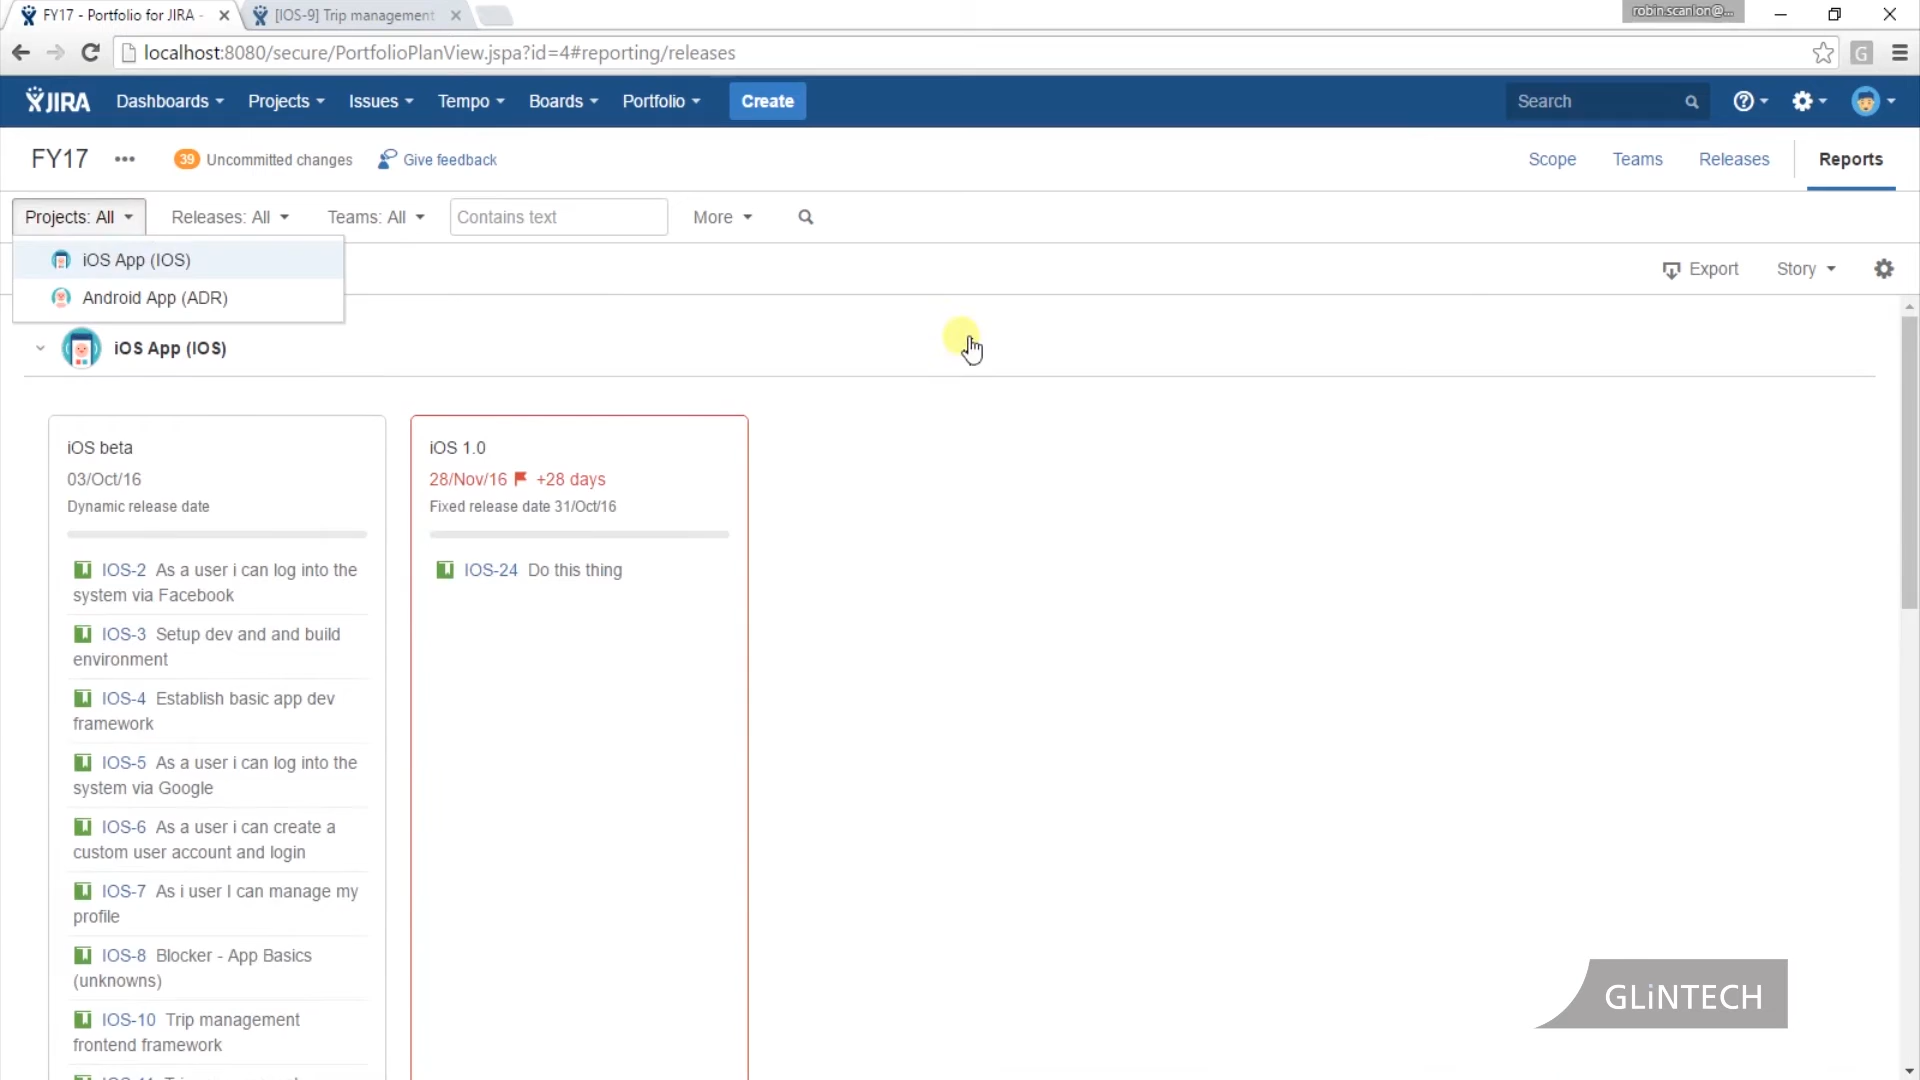 FY17 - Portfolio for JIRA -
[IOS-9] Trip management
robin.scanlon@...
localhost:8080/secure/PortfolioPlanView.jspa?id=4#reporting/releases
G
JIRA Dashboards Projects Issues Tempo Boards Portfolio Create Search
FY17 ••• 39 Uncommitted changes Give feedback Scope Teams Releases Reports
Projects: All Releases: All Teams: All Contains text More
iOS App (IOS)
Android App (ADR)
Export Story
iOS App (IOS)
iOS beta
03/Oct/16
Dynamic release date
IOS-2 As a user i can log into the
system via Facebook
IOS-3 Setup dev and and build
environment
IOS-4 Establish basic app dev
framework
IOS-5 As a user i can log into the
system via Google
IOS-6 As a user i can create a
custom user account and login
IOS-7 As i user I can manage my
profile
IOS-8 Blocker - App Basics
(unknowns)
IOS-10 Trip management
frontend framework
iOS 1.0
28/Nov/16 +28 days
Fixed release date 31/Oct/16
IOS-24 Do this thing
GLiNTECH